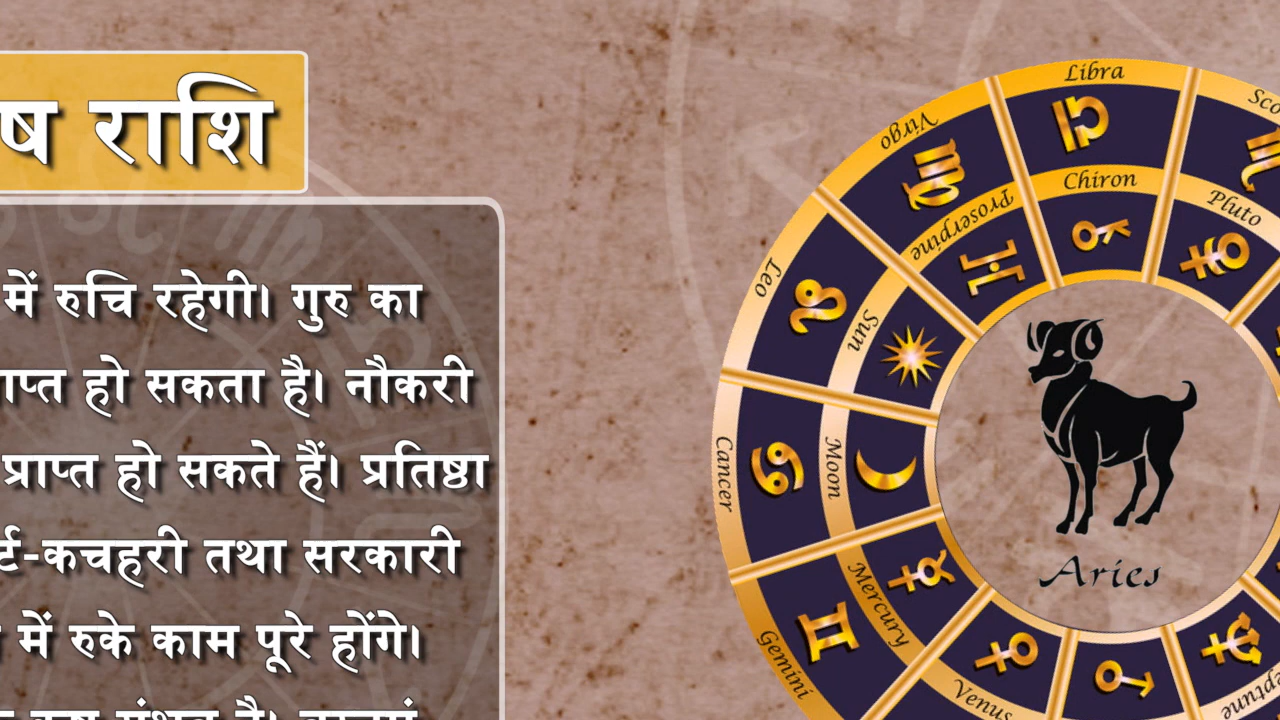 ष राशि
में रुचि रहेगी। गुरु का
हो सकता है। नौकरी
प्राप्त हो सकते हैं। प्रतिष्ठा
कचहरी तथा सरकारी
में रुके काम पूरे होंगे।
Libra
Virgo
Chiron
Pluto
Proserpine
Leo
Sun
Cancer
Moon
Aries
Mercury
Gemini
Venus